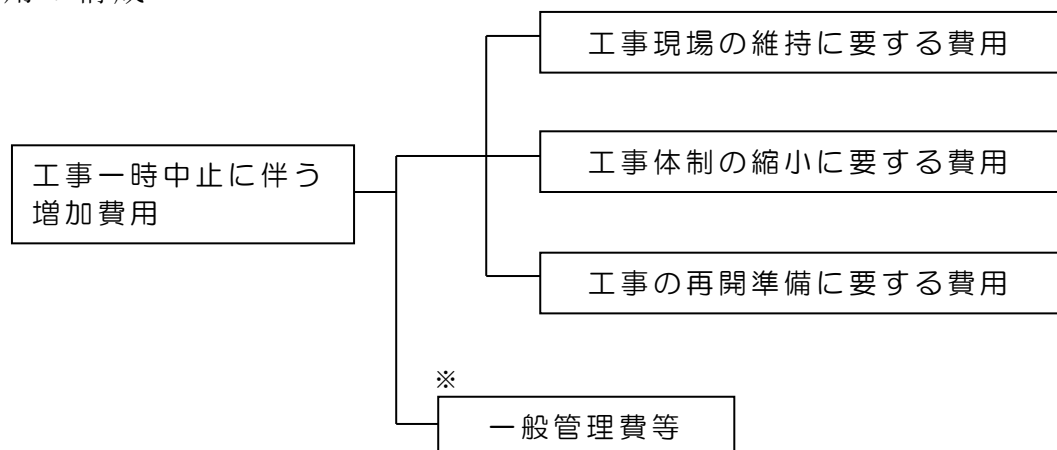 工事現場の維持に要する費用
工事一時中止に伴う
増加費用
工事体制の縮小に要する費用
工事の再開準備に要する費用
※
一般管理費等